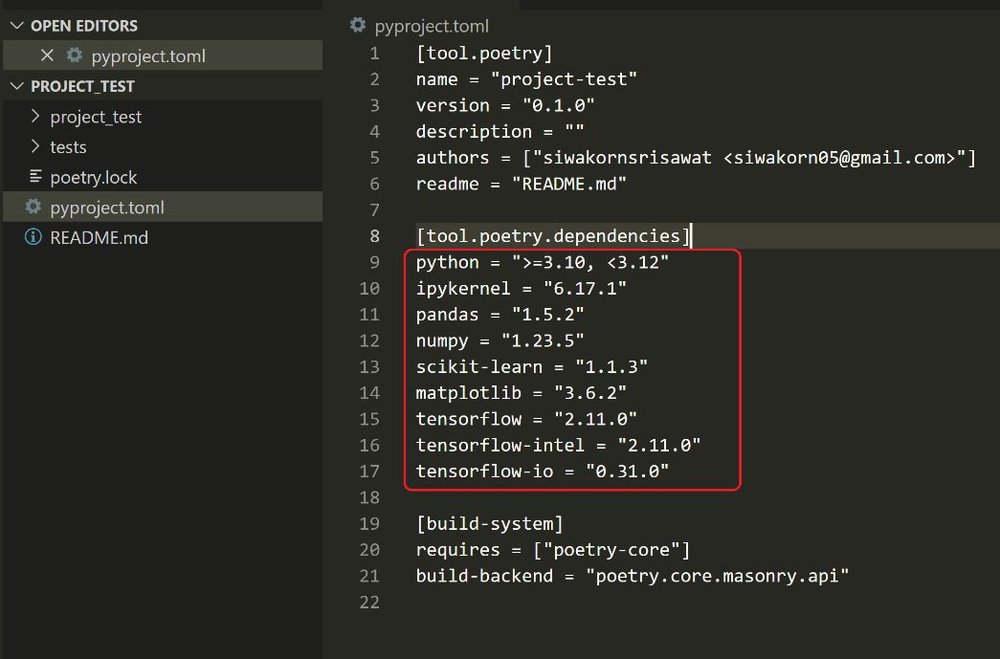 OPEN EDITORS
pyproject.toml
PROJECT_TEST
project_test
tests
poetry.lock
pyproject.toml
README.md
pyproject.toml
1 [tool.poetry]
2 name = "project-test"
3 version = "0.1.0"
4 description = ""
5 authors = ["siwakornsrisawat <siwakorn05@gmail.com>"]
6 readme = "README.md"
7
8 [tool.poetry.dependencies]
9 python = ">=3.10, <3.12"
10 ipykernel = "6.17.1"
11 pandas = "1.5.2"
12 numpy = "1.23.5"
13 scikit-learn = "1.1.3"
14 matplotlib = "3.6.2"
15 tensorflow = "2.11.0"
16 tensorflow-intel = "2.11.0"
17 tensorflow-io = "0.31.0"
18
19 [build-system]
20 requires = ["poetry-core"]
21 build-backend = "poetry.core.masonry.api"
22